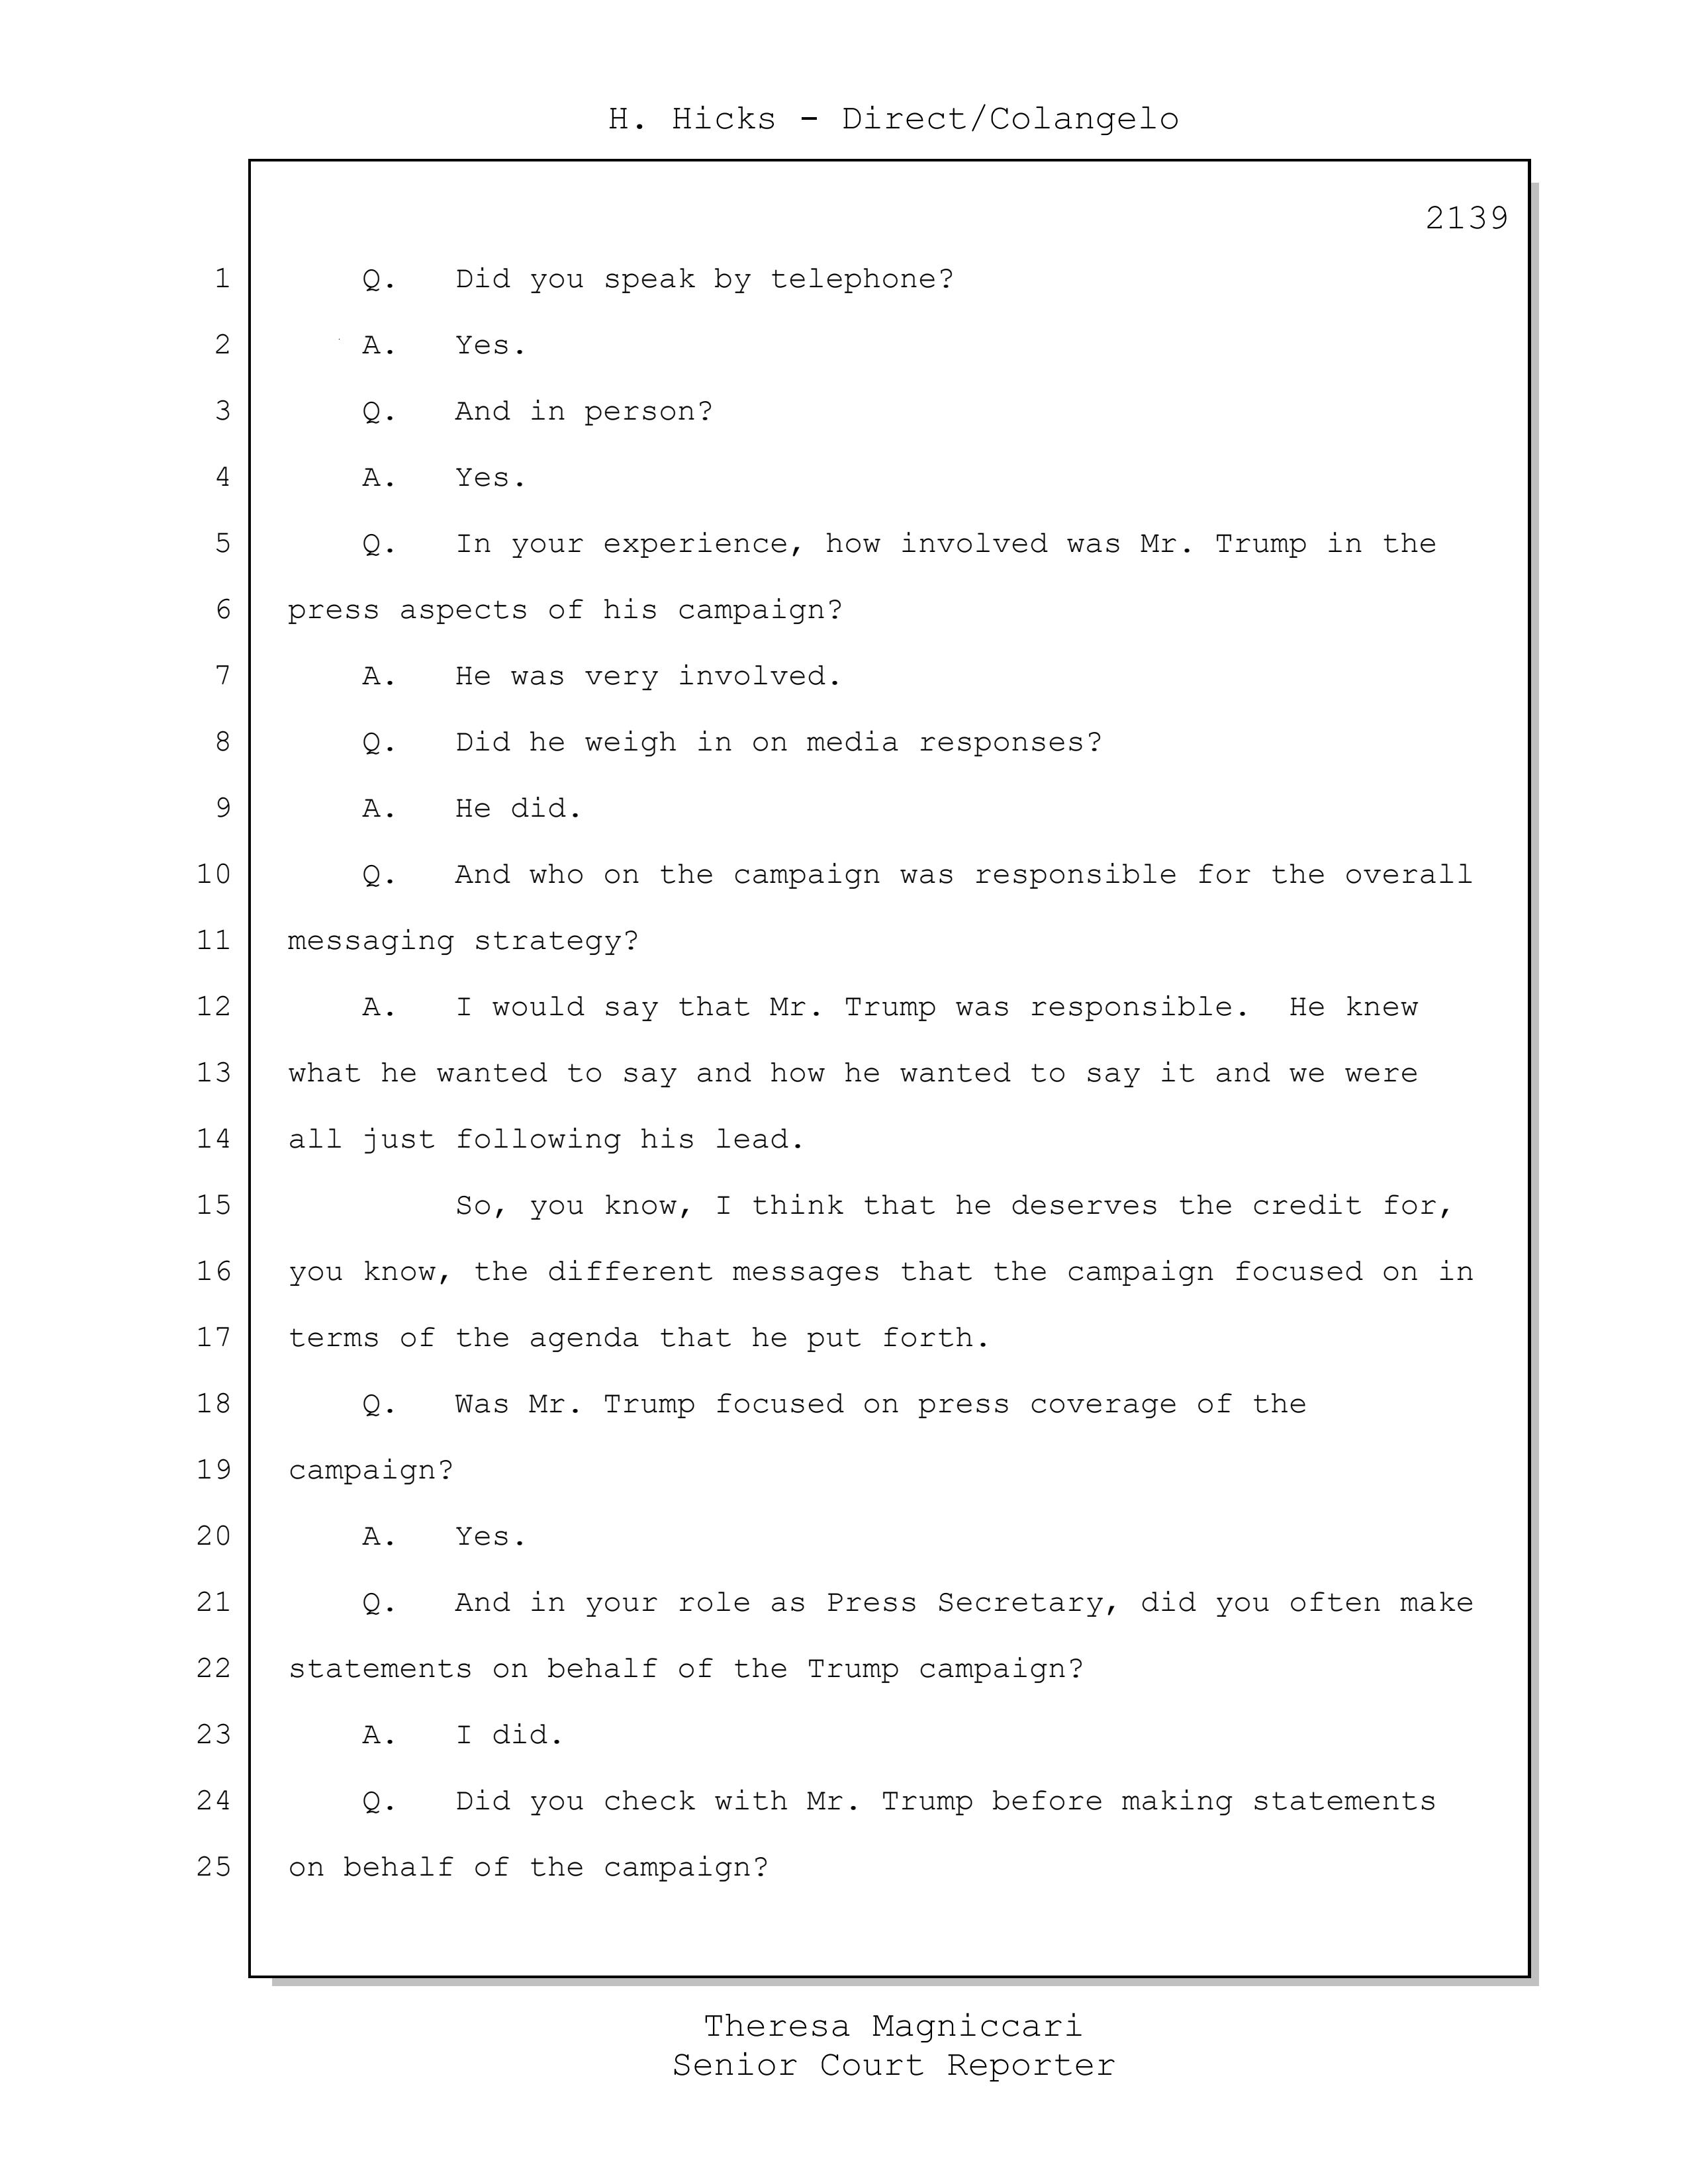 H. Hicks - Direct/Colangelo
2139
1 Q. Did you speak by telephone?
2 A. Yes.
3 Q. And in person?
4 A. Yes.
5 Q. In your experience, how involved was Mr. Trump in the
6 press aspects of his campaign?
7 A. He was very involved.
8 Q. Did he weigh in on media responses?
9 A. He did.
10 Q. And who on the campaign was responsible for the overall
11 messaging strategy?
12 A. I would say that Mr. Trump was responsible. He knew
13 what he wanted to say and how he wanted to say it and we were
14 all just following his lead.
15 So, you know, I think that he deserves the credit for,
16 you know, the different messages that the campaign focused on in
17 terms of the agenda that he put forth.
18 Q. Was Mr. Trump focused on press coverage of the
19 campaign?
20 A. Yes.
21 Q. And in your role as Press Secretary, did you often make
22 statements on behalf of the Trump campaign?
23 A. I did.
24 Q. Did you check with Mr. Trump before making statements
25 on behalf of the campaign?
Theresa Magniccari
Senior Court Reporter